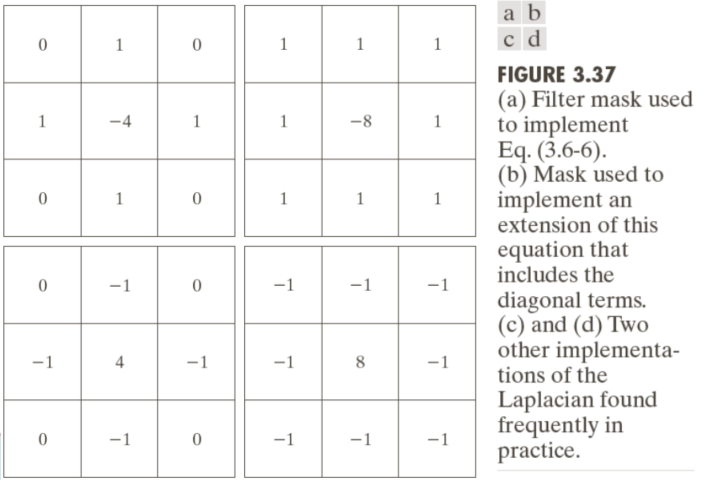 0 1 0
1 −4 1
0 1 0
1 1 1
1 −8 1
1 1 1
0 −1 0
−1 4 −1
0 −1 0
−1 −1 −1
−1 8 −1
−1 −1 −1
a b
c d
FIGURE 3.37
(a) Filter mask used
to implement
Eq. (3.6-6).
(b) Mask used to
implement an
extension of this
equation that
includes the
diagonal terms.
(c) and (d) Two
other implementa-
tions of the
Laplacian found
frequently in
practice.